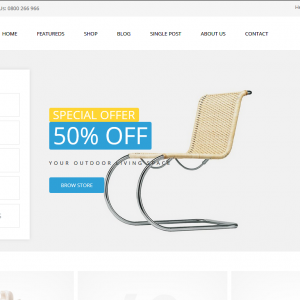 Us: 0800 266 966
HOME FEATUREDS SHOP BLOG SINGLE POST ABOUT US CONTACT
SPECIAL OFFER
50% OFF
YOUR OUTDOOR LIVING SPACE
BROW STORE